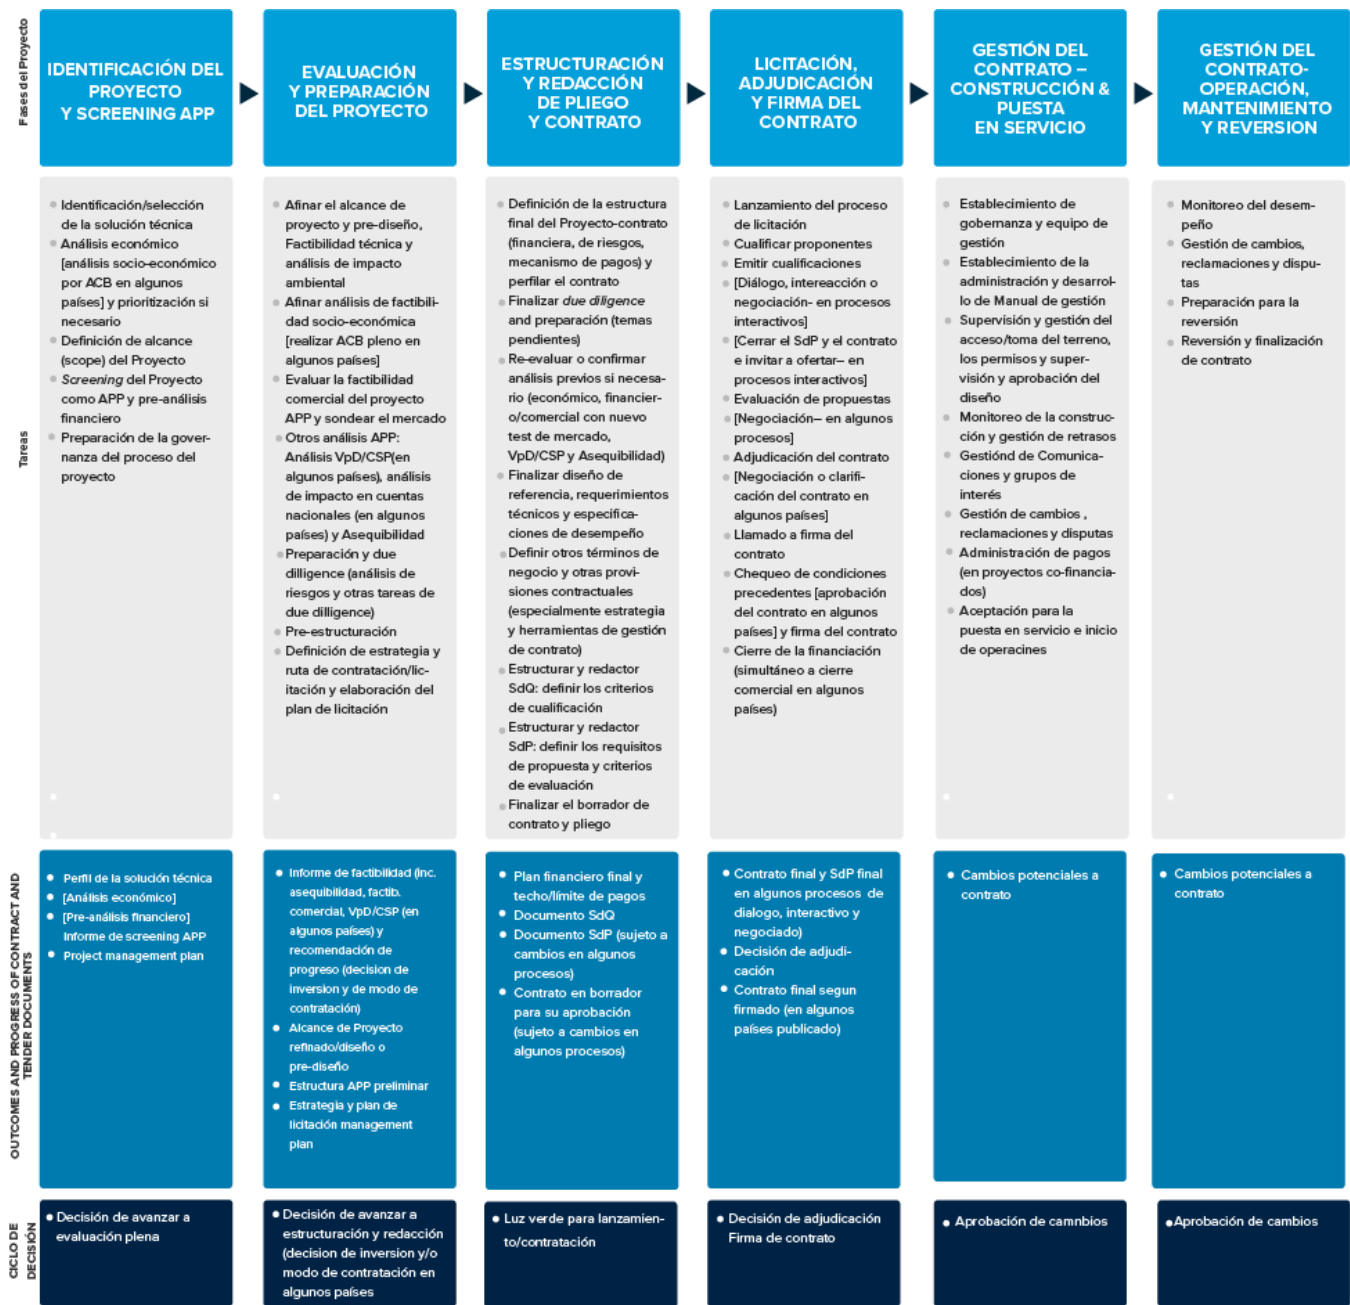 Fases del Proyecto
IDENTIFICACIÓN DEL
PROYECTO
Y SCREENING APP
EVALUACIÓN
Y PREPARACIÓN
DEL PROYECTO
ESTRUCTURACIÓN
Y REDACCIÓN
DE PLIEGO
Y CONTRATO
LICITACIÓN,
ADJUDICACIÓN
Y FIRMA DEL
CONTRATO
GESTIÓN DEL
CONTRATO –
CONSTRUCCIÓN &
PUESTA
EN SERVICIO
GESTIÓN DEL
CONTRATO-
OPERACIÓN,
MANTENIMIENTO
Y REVERSION
Tareas
Identificación/selección
de la solución técnica
Análisis económico
[análisis socio-económico
por ACB en algunos
países] y prioritización si
necesario
Definición de alcance
(scope) del Proyecto
Screening del Proyecto
como APP y pre-análisis
financiero
Preparación de la gover-
nanza del proceso del
proyecto
Afinar el alcance de
proyecto y pre-diseño,
Factibilidad técnica y
análisis de impacto
ambiental
Afinar análisis de factibili-
dad socio-económica
[realizar ACB pleno en
algunos países]
Evaluar la factibilidad
comercial del proyecto
APP y sondear el mercado
Otros análisis APP:
Análisis VpD/CSP(en
algunos países), análisis
de impacto en cuentas
nacionales (en algunos
países) y Asequibilidad
Preparación y due
dilligence (análisis de
riesgos y otras tareas de
due dilligence)
Pre-estructuración
Definición de estrategia y
ruta de contratación/lic-
itación y elaboración del
plan de licitación
Definición de la estructura
final del Proyecto-contrato
(financiera, de riesgos,
mecanismo de pagos) y
perfilar el contrato
Finalizar due diligence
and preparación (temas
pendientes)
Re-evaluar o confirmar
análisis previos si necesa-
rio (económico, financier-
o/comercial con nuevo
test de mercado,
VpD/CSP y Asequibilidad)
Finalizar diseño de
referencia, requerimientos
técnicos y especifica-
ciones de desempeño
Definir otros términos de
negocio y otras provi-
siones contractuales
(especialmente estrategia
y herramientas de gestión
de contrato)
Estructurar y redactor
SdQ: definir los criterios
de cualificación
Estructurar y redactor
SdP: definir los requisitos
de propuesta y criterios
de evaluación
Finalizar el borrador de
contrato y pliego
Lanzamiento del proceso
de licitación
Cualificar proponentes
Emitir cualificaciones
[Diálogo, intereacción o
negociación- en procesos
interactivos]
[Cerrar el SdP y el contrato
e invitar a ofertar– en
procesos interactivos]
Evaluación de propuestas
[Negociación– en algunos
procesos]
Adjudicación del contrato
[Negociación o clarifi-
cación del contrato en
algunos países]
Llamado a firma del
contrato
Chequeo de condiciones
precedentes [aprobación
del contrato en algunos
países] y firma del contrato
Cierre de la financiación
(simultáneo a cierre
comercial en algunos
países)
Establecimiento de
gobernanza y equipo de
gestión
Establecimiento de la
administración y desarrol-
lo de Manual de gestión
Supervisión y gestión del
acceso/toma del terreno,
los permisos y super-
visión y aprobación del
diseño
Monitoreo de la construc-
ción y gestión de retrasos
Gestiónd de Comunica-
ciones y grupos de
interés
Gestión de cambios ,
reclamaciones y disputas
Administración de pagos
(en proyectos co-financia-
dos)
Aceptación para la
puesta en servicio e inicio
de operacines
Monitoreo del desem-
peño
Gestión de cambios,
reclamaciones y dispu-
tas
Preparación para la
reversión
Reversión y finalización
de contrato
OUTCOMES AND PROGRESS OF CONTRACT AND
TENDER DOCUMENTS
Perfil de la solución técnica
[Análisis económico]
[Pre-análisis financiero]
Informe de screening APP
Project management plan
Informe de factibilidad (inc.
asequibilidad, factib.
comercial, VpD/CSP (en
algunos países) y
recomendación de
progreso (decision de
inversion y de modo de
contratación)
Alcance de Proyecto
refinado/diseño o
pre-diseño
Estructura APP preliminar
Estrategia y plan de
licitación management
plan
Plan financiero final y
techo/límite de pagos
Documento SdQ
Documento SdP (sujeto a
cambios en algunos
procesos)
Contrato en borrador
para su aprobación
(sujeto a cambios en
algunos procesos)
Contrato final y SdP final
en algunos procesos de
dialogo, interactivo y
negociado)
Decisión de adjudi-
cación
Contrato final segun
firmado (en algunos
países publicado)
Cambios potenciales a
contrato
Cambios potenciales a
contrato
CICLO DE
DECISIÓN
Decisión de avanzar a
evaluación plena
Decisión de avanzar a
estructuración y redacción
(decision de inversion y/o
modo de contratación en
algunos países
Luz verde para lanzamien-
to/contratación
Decisión de adjudicación
Firma de contrato
Aprobación de camnbios
Aprobación de cambios